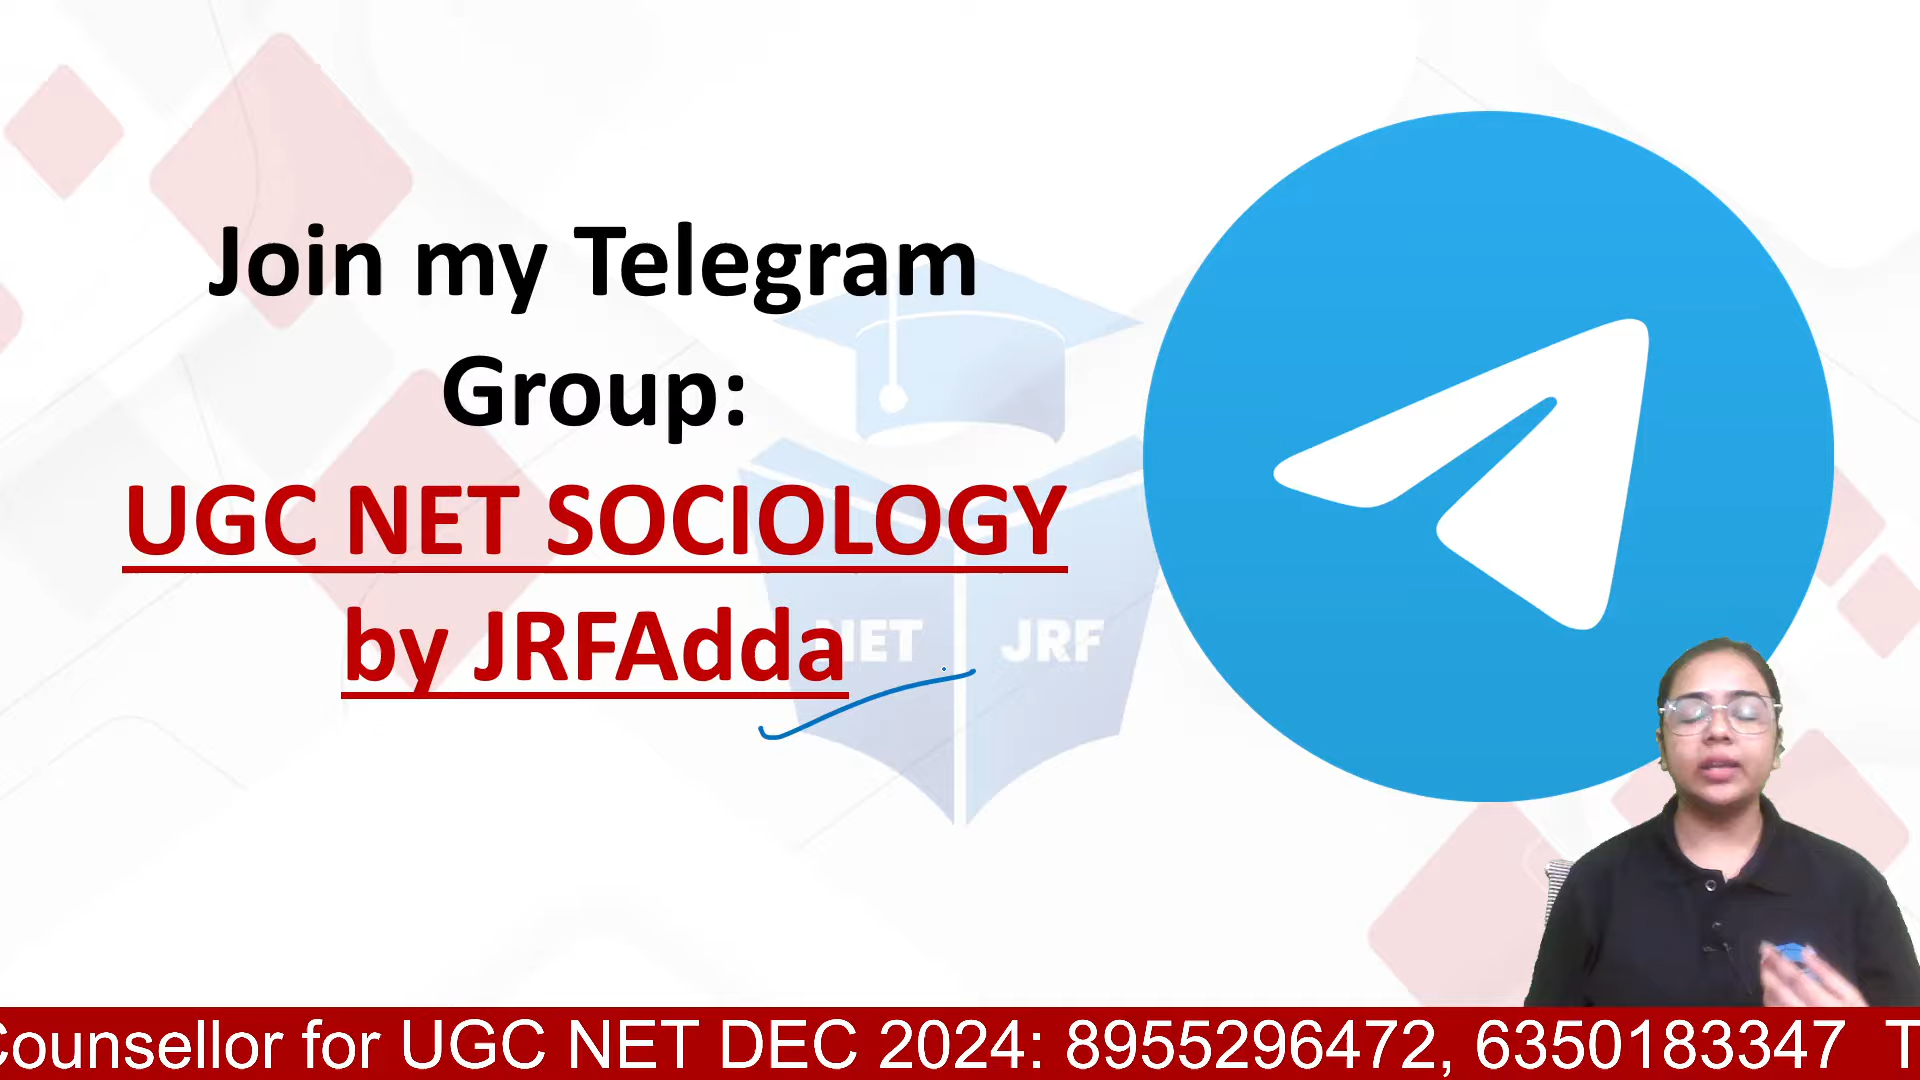 Join my Telegram
Group:
UGC NET SOCIOLOGY
by JRFAdda
NET JRF
Counsellor for UGC NET DEC 2024: 8955296472, 6350183347 T